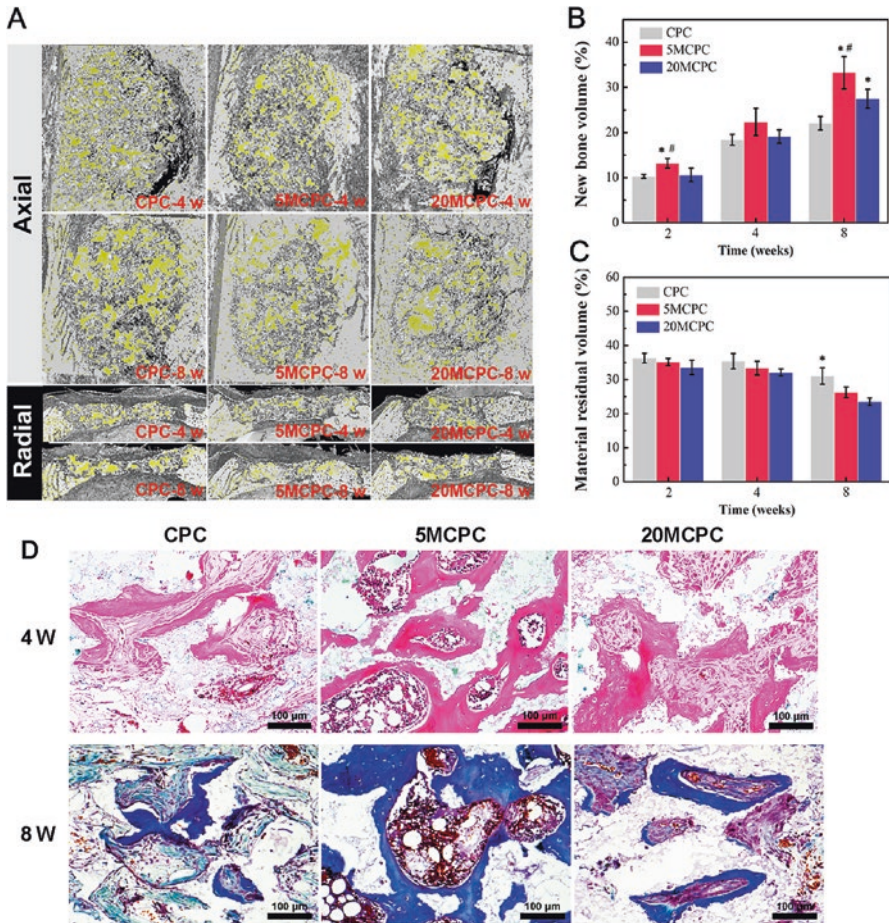 A
Axial
CPC-4 w
5MCPC-4 w
20MCPC-4 w
CPC-8 w
5MCPC-8 w
20MCPC-8 w
Radial
CPC-4 w
5MCPC-4 w
20MCPC-4 w
CPC-8 w
5MCPC-8 w
20MCPC-8 w
B
New bone volume (%)
40
30
20
10
0
CPC
5MCPC
20MCPC
* #
* #
*
2
4
8
Time (weeks)
C
Material residual volume (%)
60
50
40
30
20
10
0
CPC
5MCPC
20MCPC
*
2
4
8
Time (weeks)
D
CPC
5MCPC
20MCPC
4 W
100 µm
100 µm
100 µm
8 W
100 µm
100 µm
100 µm